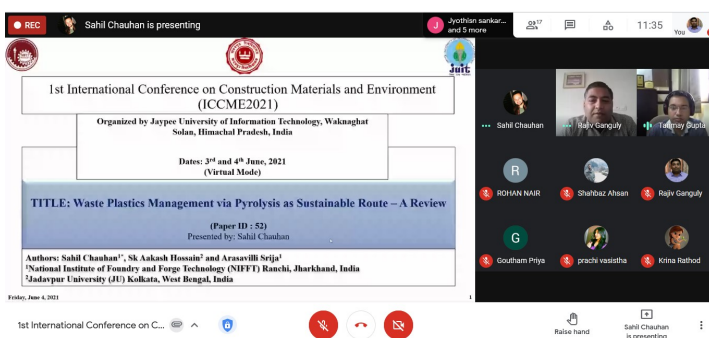 REC
Sahil Chauhan is presenting
J
Jyothisn sankar...
and 5 more
17
11:35
You
juit
1st International Conference on Construction Materials and Environment
(ICCME2021)
Organized by Jaypee University of Information Technology, Waknaghat
Solan, Himachal Pradesh, India
Dates: 3rd and 4th June, 2021
(Virtual Mode)
TITLE: Waste Plastics Management via Pyrolysis as Sustainable Route – A Review
(Paper ID : 52)
Presented by: Sahil Chauhan
Authors: Sahil Chauhan1*, Sk Aakash Hossain2 and Arasavilli Srija1
1National Institute of Foundry and Forge Technology (NIFFT) Ranchi, Jharkhand, India
2Jadavpur University (JU) Kolkata, West Bengal, India
Friday, June 4, 2021
1
Sahil Chauhan
Rajiv Ganguly
Tanmay Gupta
R
ROHAN NAIR
Shahbaz Ahsan
Rajiv Ganguly
G
Goutham Priya
prachi vasistha
Krina Rathod
1st International Conference on C...
Raise hand
Sahil Chauhan
is presenting